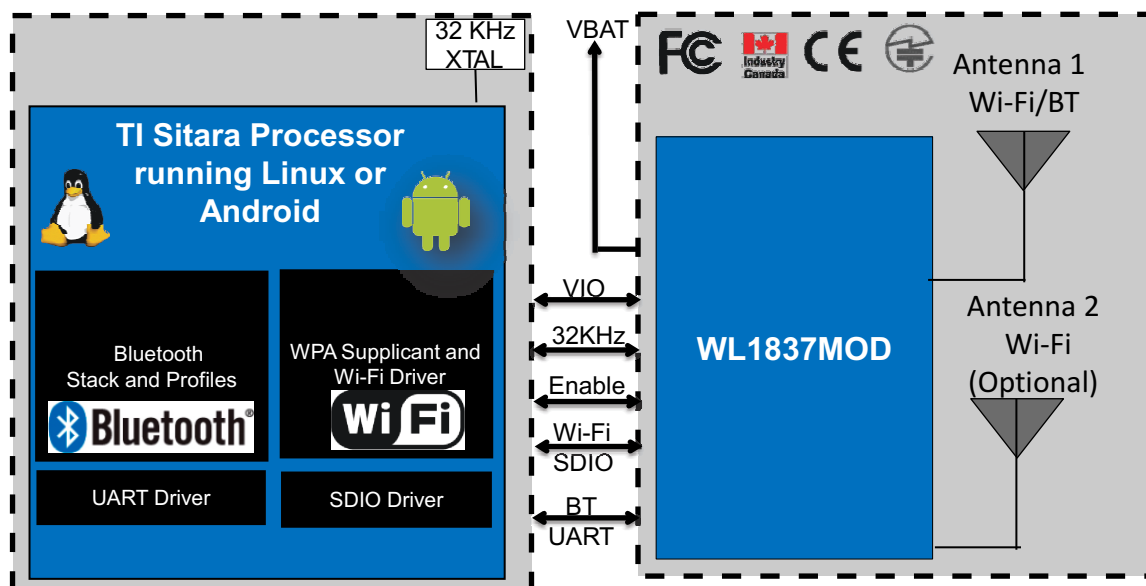 32 KHz
XTAL
TI Sitara Processor
running Linux or
Android
Bluetooth
Stack and Profiles
Bluetooth®
WPA Supplicant and
Wi-Fi Driver
Wi Fi
UART Driver
SDIO Driver
VBAT
VIO
32KHz
Enable
Wi-Fi
SDIO
BT
UART
FC
Industry
Canada
CE
WL1837MOD
Antenna 1
Wi-Fi/BT
Antenna 2
Wi-Fi
(Optional)